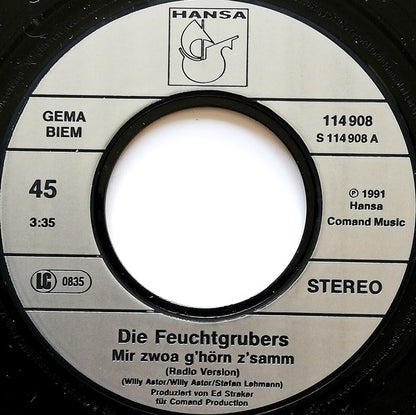 HANSA
GEMA
BIEM
114 908
S 114 908 A
45
3:35
℗ 1991
Hansa
Comand Music
LC 0835
STEREO
Die Feuchtgrubers
Mir zwoa g'hörn z'samm
(Radio Version)
(Willy Astor/Willy Astor/Stefan Lehmann)
Produziert von Ed Straker
für Comand Production